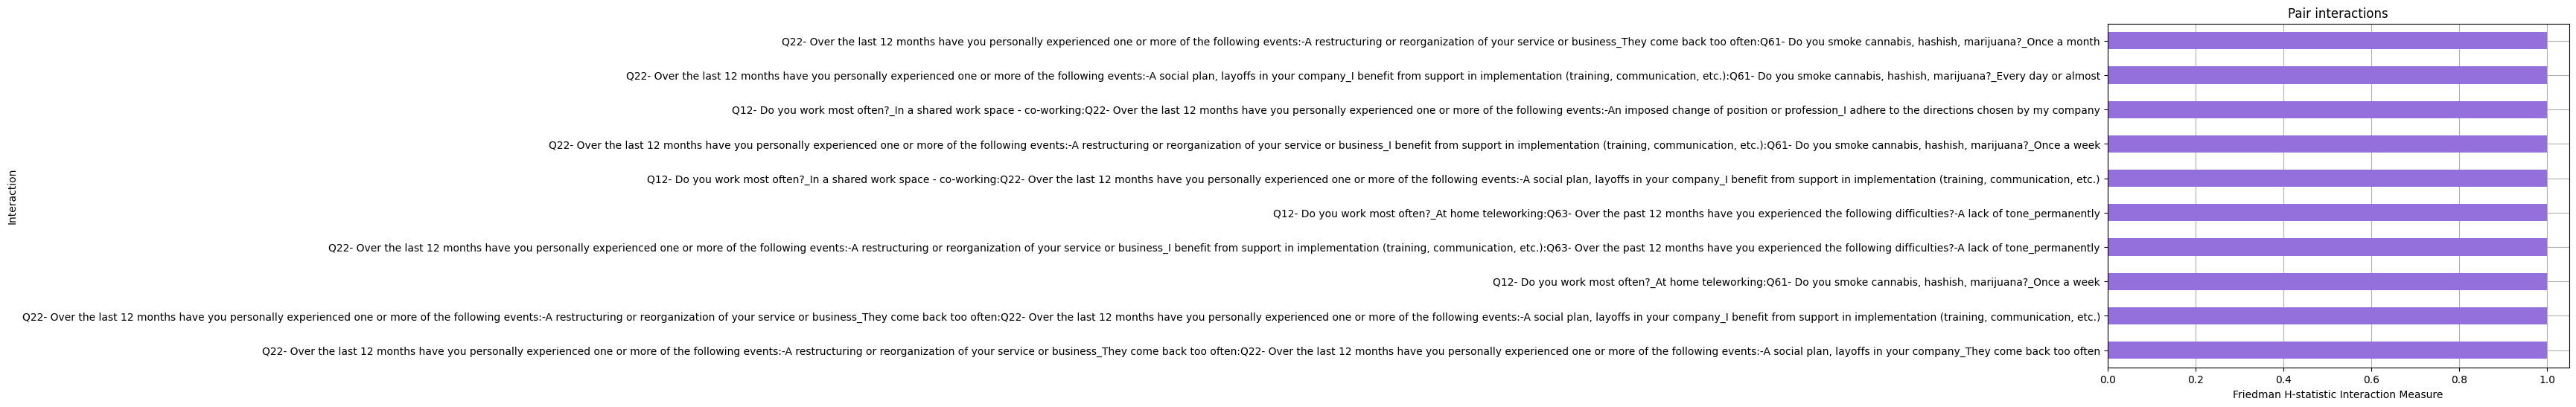 Pair interactions
Q22- Over the last 12 months have you personally experienced one or more of the following events:-A restructuring or reorganization of your service or business_They come back too often:Q61- Do you smoke cannabis, hashish, marijuana?_Once a month
Q22- Over the last 12 months have you personally experienced one or more of the following events:-A social plan, layoffs in your company_I benefit from support in implementation (training, communication, etc.):Q61- Do you smoke cannabis, hashish, marijuana?_Every day or almost
Q12- Do you work most often?_In a shared work space - co-working:Q22- Over the last 12 months have you personally experienced one or more of the following events:-An imposed change of position or profession_I adhere to the directions chosen by my company
Q22- Over the last 12 months have you personally experienced one or more of the following events:-A restructuring or reorganization of your service or business_I benefit from support in implementation (training, communication, etc.):Q61- Do you smoke cannabis, hashish, marijuana?_Once a week
Q12- Do you work most often?_In a shared work space - co-working:Q22- Over the last 12 months have you personally experienced one or more of the following events:-A social plan, layoffs in your company_I benefit from support in implementation (training, communication, etc.)
Q12- Do you work most often?_At home teleworking:Q63- Over the past 12 months have you experienced the following difficulties?-A lack of tone_permanently
Q22- Over the last 12 months have you personally experienced one or more of the following events:-A restructuring or reorganization of your service or business_I benefit from support in implementation (training, communication, etc.):Q63- Over the past 12 months have you experienced the following difficulties?-A lack of tone_permanently
Q12- Do you work most often?_At home teleworking:Q61- Do you smoke cannabis, hashish, marijuana?_Once a week
Q22- Over the last 12 months have you personally experienced one or more of the following events:-A restructuring or reorganization of your service or business_They come back too often:Q22- Over the last 12 months have you personally experienced one or more of the following events:-A social plan, layoffs in your company_I benefit from support in implementation (training, communication, etc.)
Q22- Over the last 12 months have you personally experienced one or more of the following events:-A restructuring or reorganization of your service or business_They come back too often:Q22- Over the last 12 months have you personally experienced one or more of the following events:-A social plan, layoffs in your company_They come back too often
Interaction
0.0 0.2 0.4 0.6 0.8 1.0
Friedman H-statistic Interaction Measure